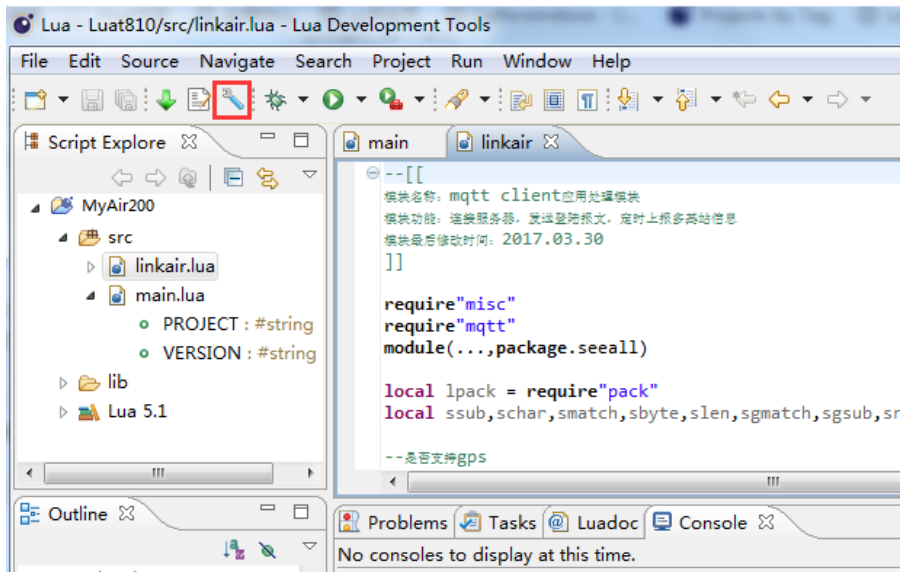 Lua - Luat810/src/linkair.lua - Lua Development Tools
File Edit Source Navigate Search Project Run Window Help
Script Explore
MyAir200
src
linkair.lua
main.lua
PROJECT : #string
VERSION : #string
lib
Lua 5.1
Outline
main linkair
--[[
模块名称：mqtt client应用处理模块
模块功能：连接服务器，发送登陆报文，定时上报多基站信息
模块最后修改时间：2017.03.30
]]
require"misc"
require"mqtt"
module(...,package.seeall)
local lpack = require"pack"
local ssub,schar,smatch,sbyte,slen,sgmatch,sgsub,sr
--是否支持gps
Problems Tasks Luadoc Console
No consoles to display at this time.